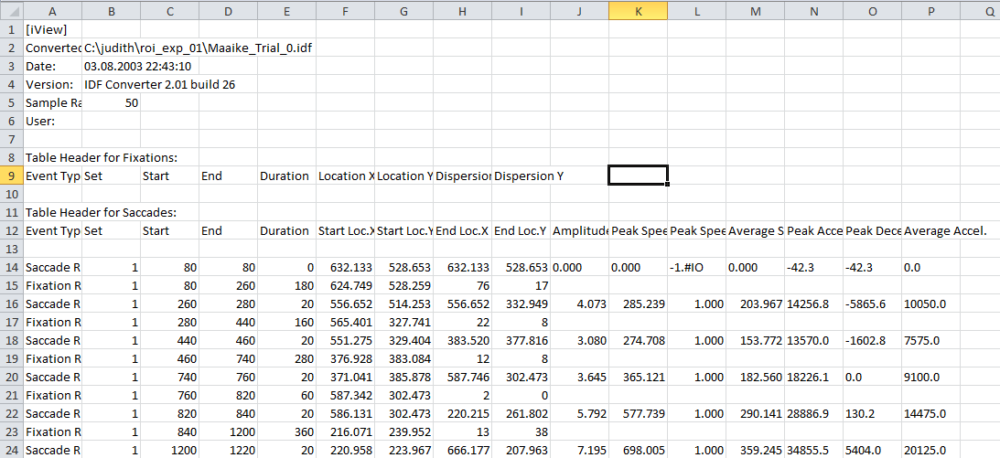 A B C D E F G H I J K L M N O P Q
1 [iView]
2 Converted C:\judith\roi_exp_01\Maaike_Trial_0.idf
3 Date: 03.08.2003 22:43:10
4 Version: IDF Converter 2.01 build 26
5 Sample Ra 50
6 User:
7
8 Table Header for Fixations:
9 Event Typ Set Start End Duration Location X Location Y Dispersion Dispersion Y
10
11 Table Header for Saccades:
12 Event Typ Set Start End Duration Start Loc.X Start Loc.Y End Loc.X End Loc.Y Amplitude Peak Spee Peak Spee Average S Peak Acce Peak Dece Average Accel.
13
14 Saccade R 1 80 80 0 632.133 528.653 632.133 528.653 0.000 0.000 -1.#IO 0.000 -42.3 -42.3 0.0
15 Fixation R 1 80 260 180 624.749 528.259 76 17
16 Saccade R 1 260 280 20 556.652 514.253 556.652 332.949 4.073 285.239 1.000 203.967 14256.8 -5865.6 10050.0
17 Fixation R 1 280 440 160 565.401 327.741 22 8
18 Saccade R 1 440 460 20 551.275 329.404 383.520 377.816 3.080 274.708 1.000 153.772 13570.0 -1602.8 7575.0
19 Fixation R 1 460 740 280 376.928 383.084 12 8
20 Saccade R 1 740 760 20 371.041 385.878 587.746 302.473 3.645 365.121 1.000 182.560 18226.1 0.0 9100.0
21 Fixation R 1 760 820 60 587.342 302.473 2 0
22 Saccade R 1 820 840 20 586.131 302.473 220.215 261.802 5.792 577.739 1.000 290.141 28886.9 130.2 14475.0
23 Fixation R 1 840 1200 360 216.071 239.952 13 38
24 Saccade R 1 1200 1220 20 220.958 223.967 666.177 207.963 7.195 698.005 1.000 359.245 34855.5 5404.0 20125.0